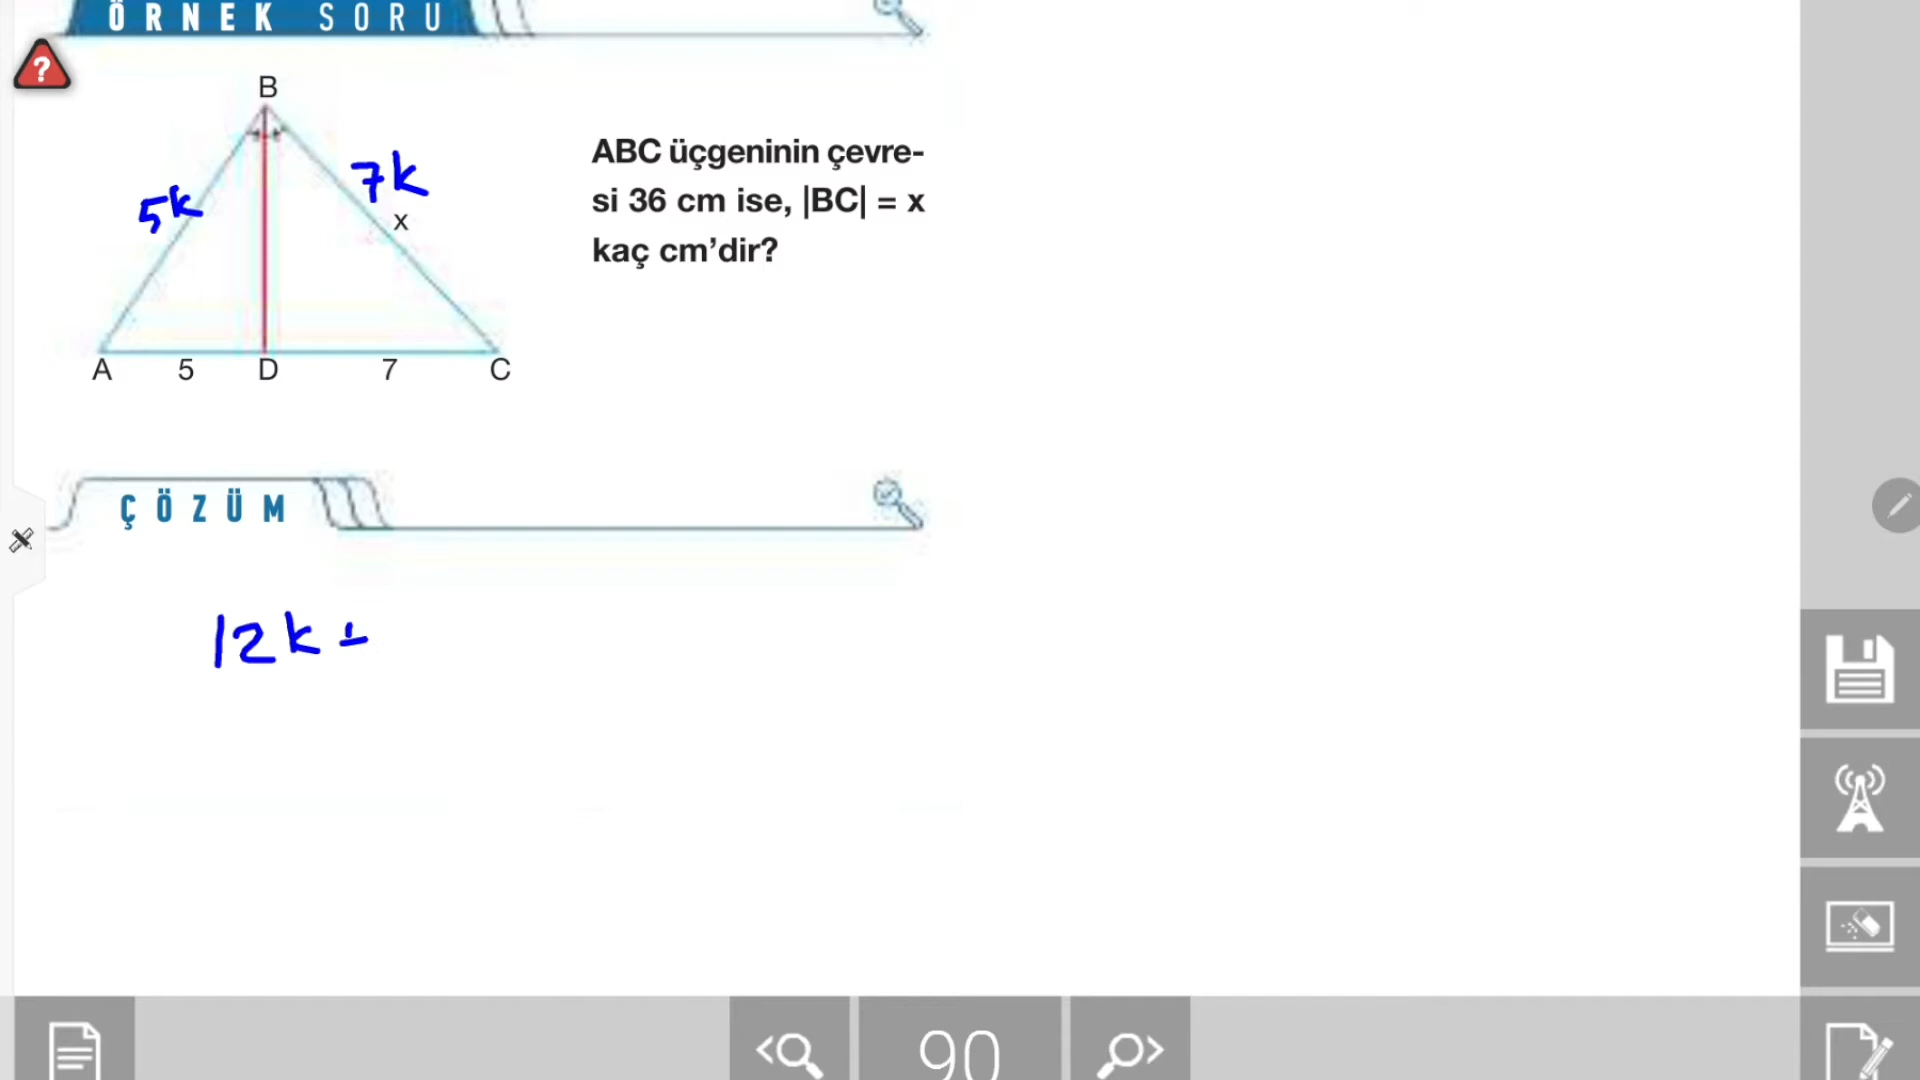 ÖRNEK SORU
?
B
5k
7k
x
A 5 D 7 C
ABC üçgeninin çevre-
si 36 cm ise, |BC| = x
kaç cm’dir?
ÇÖZÜM
12k +
90